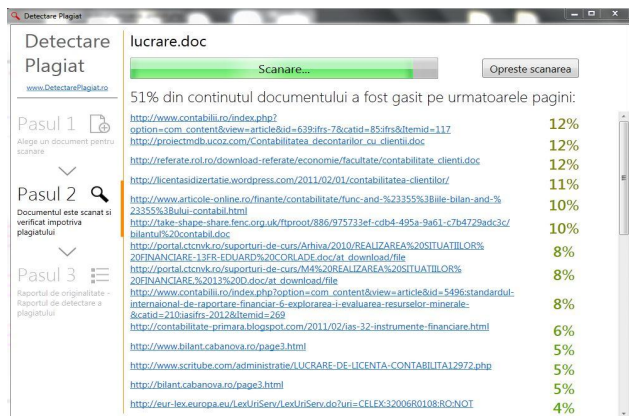 Detectare Plagiat
Detectare
Plagiat
www.DetectarePlagiat.ro
Pasul 1
Alege un document pentru
scanare
Pasul 2
Documentul este scanat si
verificat impotriva
plagiatului
Pasul 3
Raportul de originalitate -
Raportul de detectare a
plagiatului
lucrare.doc
Scanare...
Opreste scanarea
51% din continutul documentului a fost gasit pe urmatoarele pagini:
http://www.contabilii.ro/index.php?
option=com_content&view=article&id=639:ifrs-7&catid=85:ifrs&Itemid=117
12%
http://proiectmdb.ucoz.com/Contabilitatea_decontarilor_cu_clientii.doc
12%
http://referate.rol.ro/download-referate/economie/facultate/contabilitate_clienti.doc
12%
http://licentasidizertatie.wordpress.com/2011/02/01/contabilitatea-clientilor/
11%
http://www.articole-online.ro/finante/contabilitate/func-and-%23355%3Biile-bilan-and-%
23355%3Bului-contabil.html
10%
http://take-shape-share.fenc.org.uk/ftproot/886/975733ef-cdb4-495a-9a61-c7b4729adc3c/
bilantul%20contabil.doc
10%
http://portal.ctcnvk.ro/suporturi-de-curs/Arhiva/2010/REALIZAREA%20SITUATIILOR%
20FINANCIARE-13FR-EDUARD%20CORLADE.doc/at_download/file
8%
http://portal.ctcnvk.ro/suporturi-de-curs/M4%20REALIZAREA%20SITUATIILOR%
20FINANCIARE.%2013%20D.doc/at_download/file
8%
http://www.contabilii.ro/index.php?option=com_content&view=article&id=5496:standardul-
internaional-de-raportare-financiar-6-explorarea-i-evaluarea-resurselor-minerale-
&catid=210:iasifrs-2012&Itemid=269
8%
http://contabilitate-primara.blogspot.com/2011/02/ias-32-instrumente-financiare.html
6%
http://www.bilant.cabanova.ro/page3.html
5%
http://www.scritube.com/administratie/LUCRARE-DE-LICENTA-CONTABILITA12972.php
5%
http://bilant.cabanova.ro/page3.html
5%
http://eur-lex.europa.eu/LexUriServ/LexUriServ.do?uri=CELEX:32006R0108:RO:NOT
4%